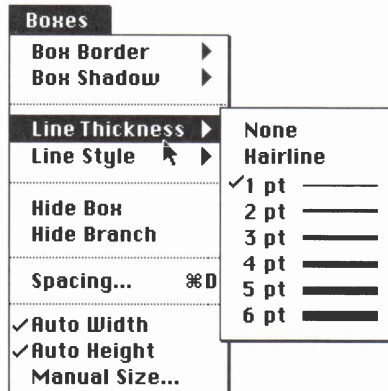 Boxes
Box Border
Box Shadow
Line Thickness
Line Style
Hide Box
Hide Branch
Spacing... ⌘D
✓Auto Width
✓Auto Height
Manual Size...
None
Hairline
✓1 pt
2 pt
3 pt
4 pt
5 pt
6 pt